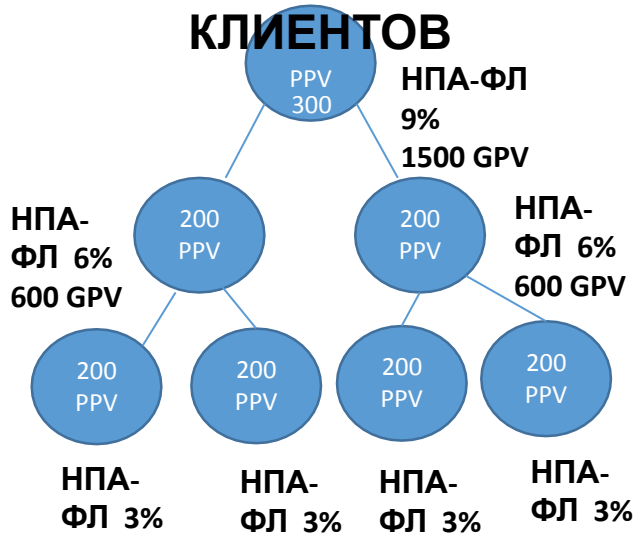 КЛИЕНТОВ
PPV
300
НПА-ФЛ
9%
1500 GPV
НПА-
ФЛ 6%
600 GPV
200
PPV
200
PPV
НПА-
ФЛ 6%
600 GPV
200
PPV
200
PPV
200
PPV
200
PPV
НПА-
ФЛ 3%
НПА-
ФЛ 3%
НПА-
ФЛ 3%
НПА-
ФЛ 3%